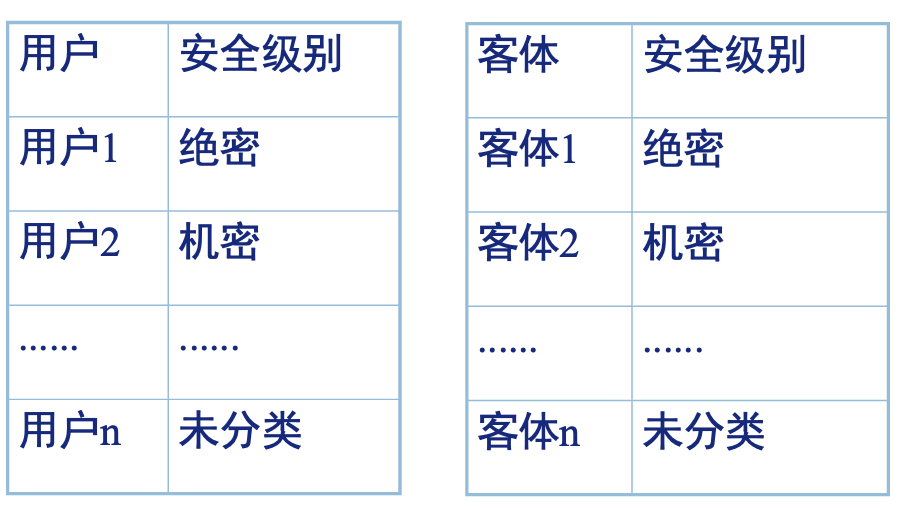 用户 安全级别
用户1 绝密
用户2 机密
...... ......
用户n 未分类
客体 安全级别
客体1 绝密
客体2 机密
...... ......
客体n 未分类